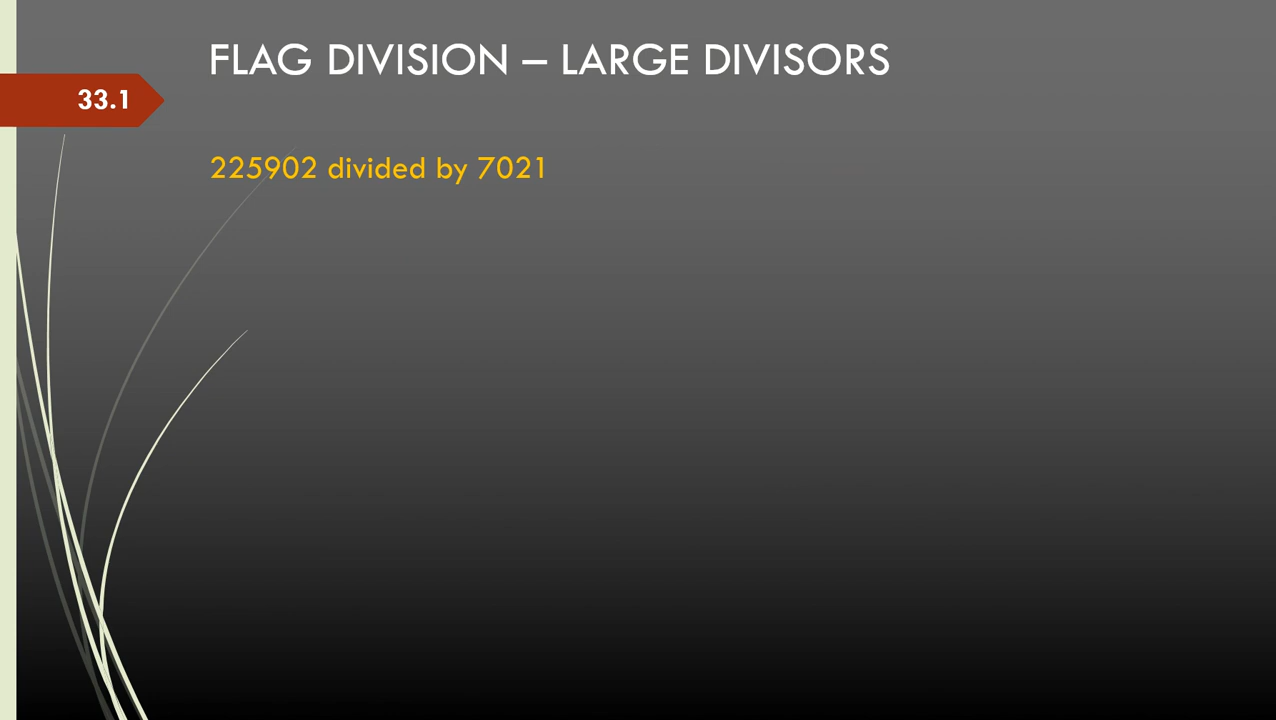 FLAG DIVISION – LARGE DIVISORS
33.1
225902 divided by 7021